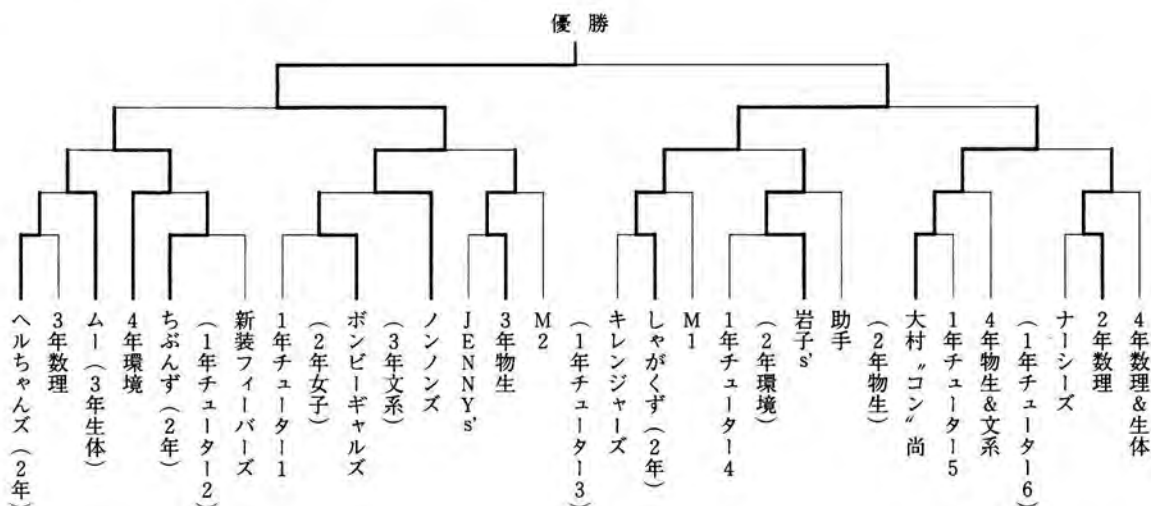 優勝
ヘルちゃんズ（2年）
3年数理
ムー（3年生体）
4年環境
ちぶんず（2年）
（1年チューター2）
新装フィーバーズ
1年チューター1
（2年女子）
ボンビーギャルズ
（3年文系）
ノンノンズ
JENNYs'
3年物生
M2
（1年チューター3）
キレンジャーズ
しゃがくず（2年）
M1
1年チューター4
（2年環境）
岩子s'
助手
（2年物生）
大村〝コン〟尚
1年チューター5
4年物生&文系
（1年チューター6）
ナーシーズ
2年数理
4年数理&生体